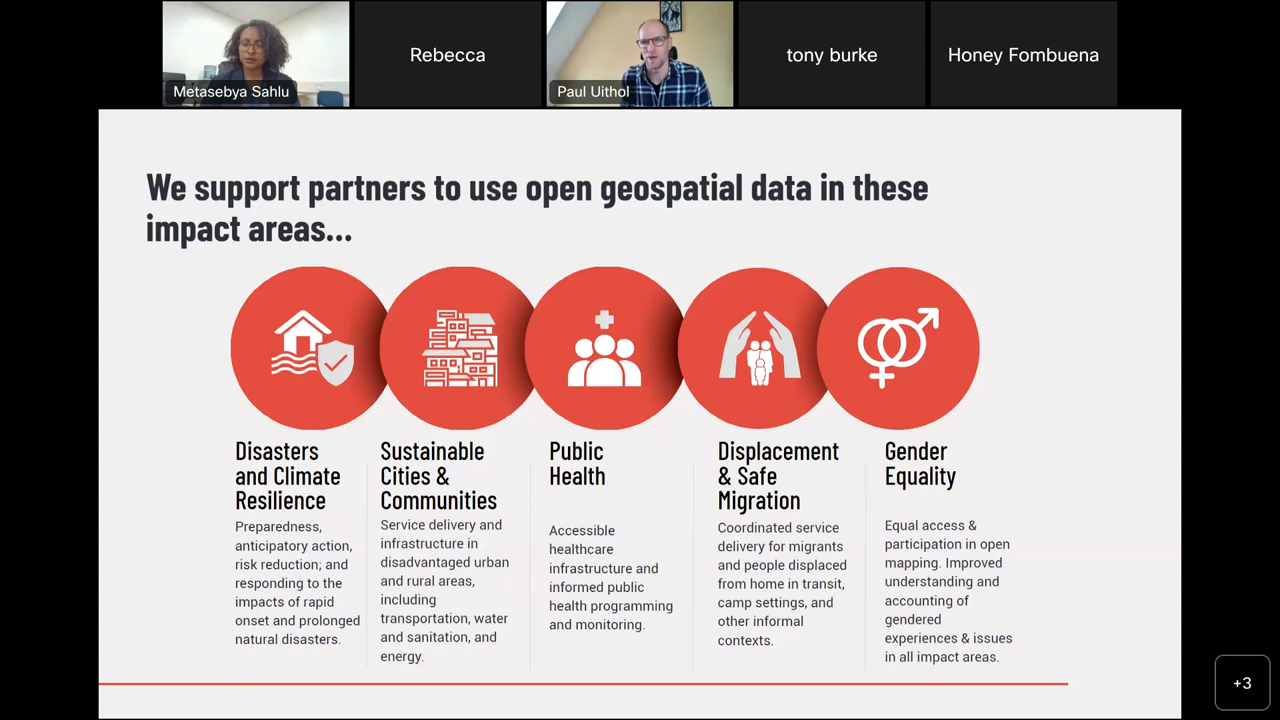 Metasebya Sahlu
Rebecca
Paul Uithol
tony burke
Honey Fombuena
We support partners to use open geospatial data in these
impact areas...
Disasters
and Climate
Resilience
Preparedness,
anticipatory action,
risk reduction; and
responding to the
impacts of rapid
onset and prolonged
natural disasters.
Sustainable
Cities &
Communities
Service delivery and
infrastructure in
disadvantaged urban
and rural areas,
including
transportation, water
and sanitation, and
energy.
Public
Health
Accessible
healthcare
infrastructure and
informed public
health programming
and monitoring.
Displacement
& Safe
Migration
Coordinated service
delivery for migrants
and people displaced
from home in transit,
camp settings, and
other informal
contexts.
Gender
Equality
Equal access &
participation in open
mapping. Improved
understanding and
accounting of
gendered
experiences & issues
in all impact areas.
+3